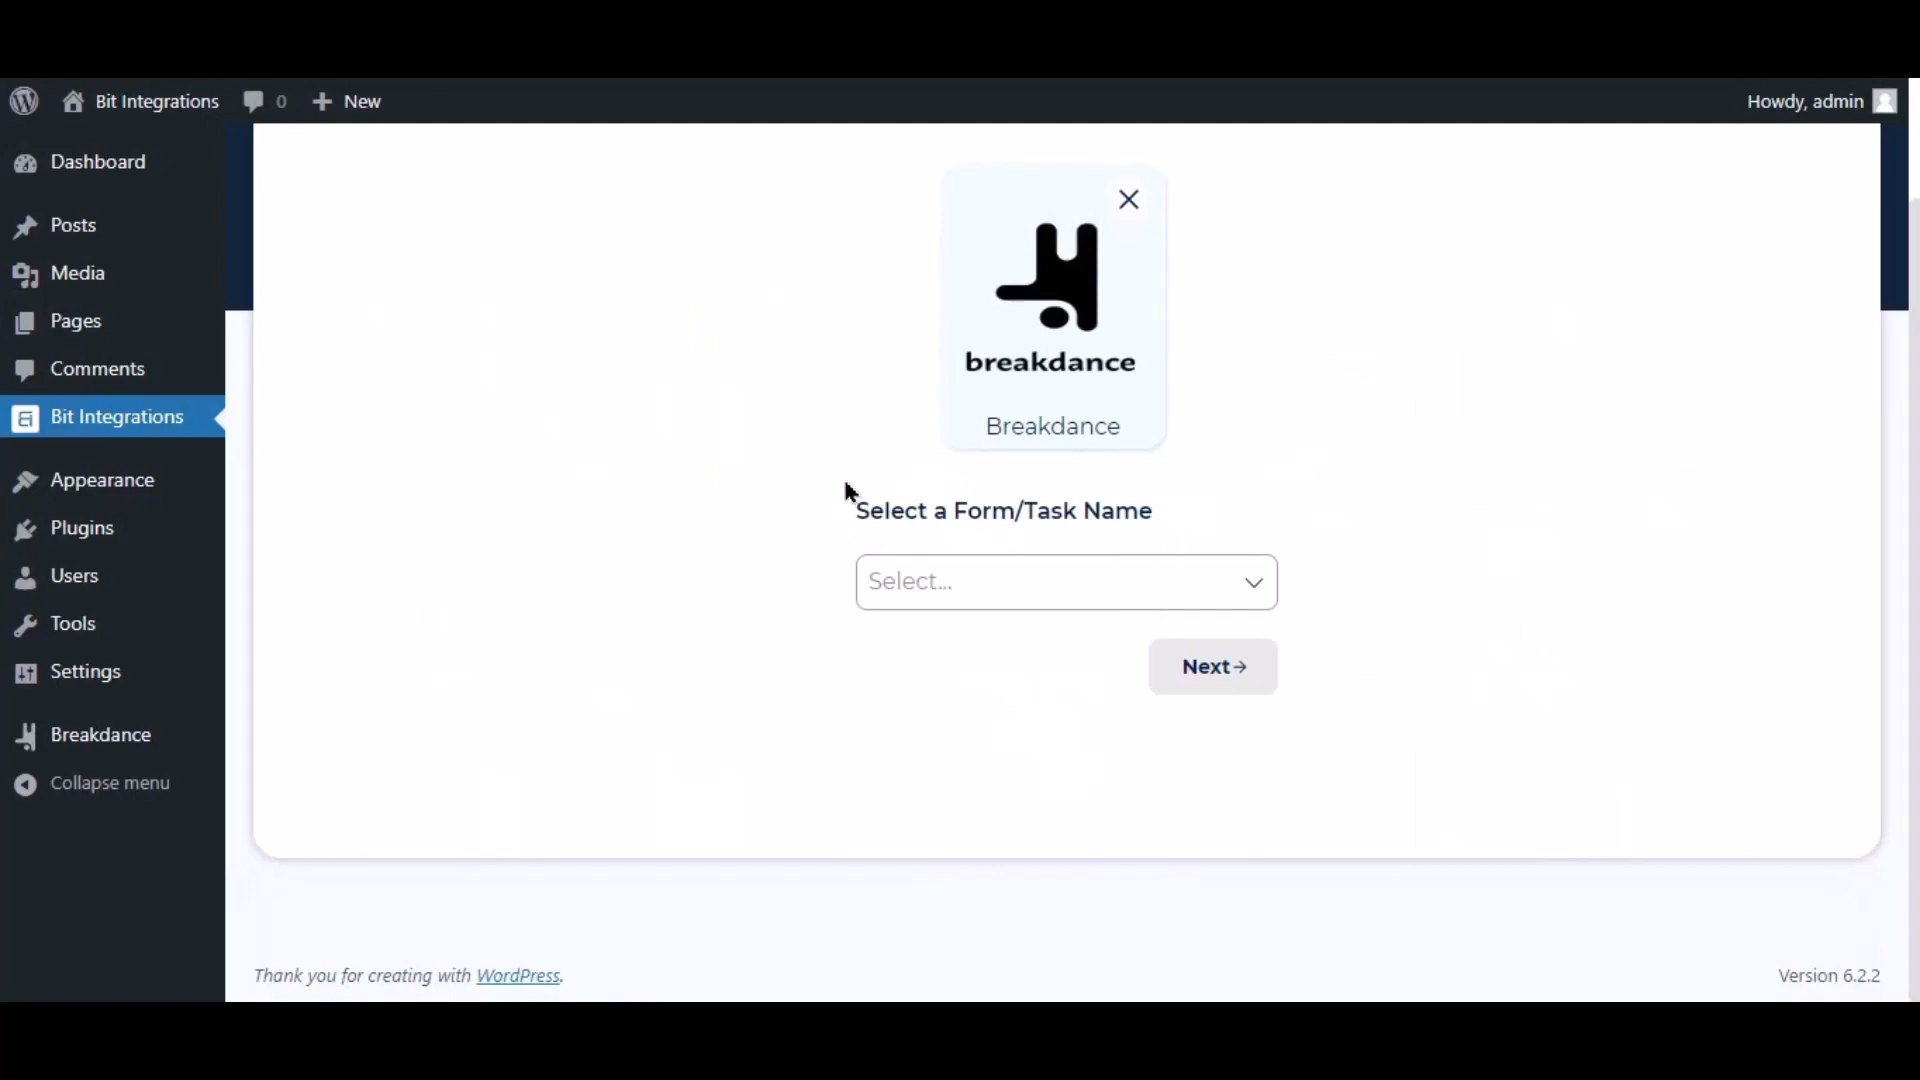 Bit Integrations 0 New Howdy, admin
Dashboard
Posts
Media
Pages
Comments
Bit Integrations
Appearance
Plugins
Users
Tools
Settings
Breakdance
Collapse menu
breakdance
Breakdance
Select a Form/Task Name
Select...
Next→
Thank you for creating with WordPress.
Version 6.2.2